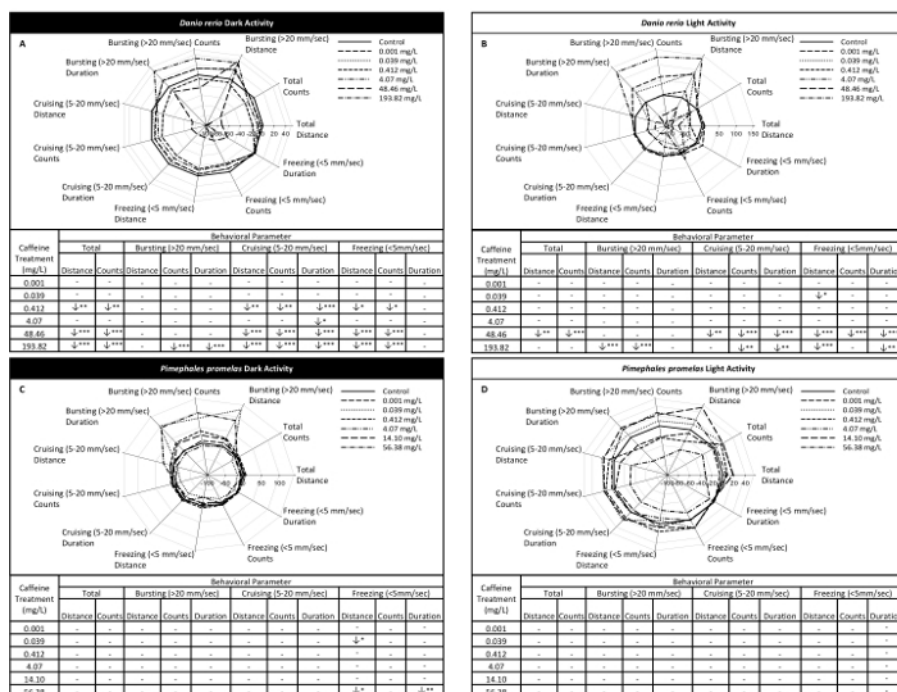 Danio rerio Dark Activity
A
Bursting (>20 mm/sec) Counts
Bursting (>20 mm/sec) Distance
Total Counts
Total Distance
Freezing (<5 mm/sec) Duration
Freezing (<5 mm/sec) Counts
Freezing (<5 mm/sec) Distance
Cruising (5-20 mm/sec) Duration
Cruising (5-20 mm/sec) Counts
Cruising (5-20 mm/sec) Distance
Bursting (>20 mm/sec) Duration
Control
0.001 mg/L
0.039 mg/L
0.412 mg/L
4.07 mg/L
48.46 mg/L
193.82 mg/L
Caffeine Treatment (mg/L)
Behavioral Parameter
Total Bursting (>20 mm/sec) Cruising (5-20 mm/sec) Freezing (<5mm/sec)
Distance Counts Distance Counts Duration Distance Counts Duration Distance Counts Duration
0.001 - - - - - - - - - - -
0.039 - - - - - - - - - - -
0.412 ↓** ↓** - - - ↓** ↓** ↓*** ↓* ↓* -
4.07 - - - - - - - ↓* - - -
48.46 ↓*** ↓*** - - - ↓*** ↓*** ↓*** ↓*** ↓*** -
193.82 ↓*** ↓*** - ↓*** ↓*** ↓*** ↓*** ↓*** ↓*** ↓*** -
Danio rerio Light Activity
B
Bursting (>20 mm/sec) Counts
Bursting (>20 mm/sec) Distance
Total Counts
Total Distance
Freezing (<5 mm/sec) Duration
Freezing (<5 mm/sec) Counts
Freezing (<5 mm/sec) Distance
Cruising (5-20 mm/sec) Duration
Cruising (5-20 mm/sec) Counts
Cruising (5-20 mm/sec) Distance
Bursting (>20 mm/sec) Duration
Control
0.001 mg/L
0.039 mg/L
0.412 mg/L
4.07 mg/L
48.46 mg/L
193.82 mg/L
Caffeine Treatment (mg/L)
Behavioral Parameter
Total Bursting (>20 mm/sec) Cruising (5-20 mm/sec) Freezing (<5mm/sec)
Distance Counts Distance Counts Duration Distance Counts Duration Distance Counts Duratio
0.001 - - - - - - - - - - -
0.039 - - - - - - - - ↓* - -
0.412 - - - - - - - - - - -
4.07 - - - - - - - - - - -
48.46 ↓** ↓*** - - - ↓** ↓*** ↓*** ↓*** ↓*** ↓**
193.82 - - ↓*** ↓*** - - ↓** ↓** ↓*** - ↓**
Pimephales promelas Dark Activity
C
Bursting (>20 mm/sec) Counts
Bursting (>20 mm/sec) Distance
Total Counts
Total Distance
Freezing (<5 mm/sec) Duration
Freezing (<5 mm/sec) Counts
Freezing (<5 mm/sec) Distance
Cruising (5-20 mm/sec) Duration
Cruising (5-20 mm/sec) Counts
Cruising (5-20 mm/sec) Distance
Bursting (>20 mm/sec) Duration
Control
0.001 mg/L
0.039 mg/L
0.412 mg/L
4.07 mg/L
14.10 mg/L
56.38 mg/L
Caffeine Treatment (mg/L)
Behavioral Parameter
Total Bursting (>20 mm/sec) Cruising (5-20 mm/sec) Freezing (<5mm/sec)
Distance Counts Distance Counts Duration Distance Counts Duration Distance Counts Duration
0.001 - - - - - - - - - - -
0.039 - - - - - - - - ↓* - -
0.412 - - - - - - - - - - -
4.07 - - - - - - - - - - -
14.10 - - - - - - - - - - -
56.38 - - - - - - - - ↓* - ↓**
Pimephales promelas Light Activity
D
Bursting (>20 mm/sec) Counts
Bursting (>20 mm/sec) Distance
Total Counts
Total Distance
Freezing (<5 mm/sec) Duration
Freezing (<5 mm/sec) Counts
Freezing (<5 mm/sec) Distance
Cruising (5-20 mm/sec) Duration
Cruising (5-20 mm/sec) Counts
Cruising (5-20 mm/sec) Distance
Bursting (>20 mm/sec) Duration
Control
0.001 mg/L
0.039 mg/L
0.412 mg/L
4.07 mg/L
14.10 mg/L
56.38 mg/L
Caffeine Treatment (mg/L)
Behavioral Parameter
Total Bursting (>20 mm/sec) Cruising (5-20 mm/sec) Freezing (<5mm/sec)
Distance Counts Distance Counts Duration Distance Counts Duration Distance Counts Duratio
0.001 - - - - - - - - - - -
0.039 - - - - - - - - - - -
0.412 - - - - - - - - - - -
4.07 - - - - - - - - - - -
14.10 - - - - - - - - - - -
56.38 - - - - - - - - - - -